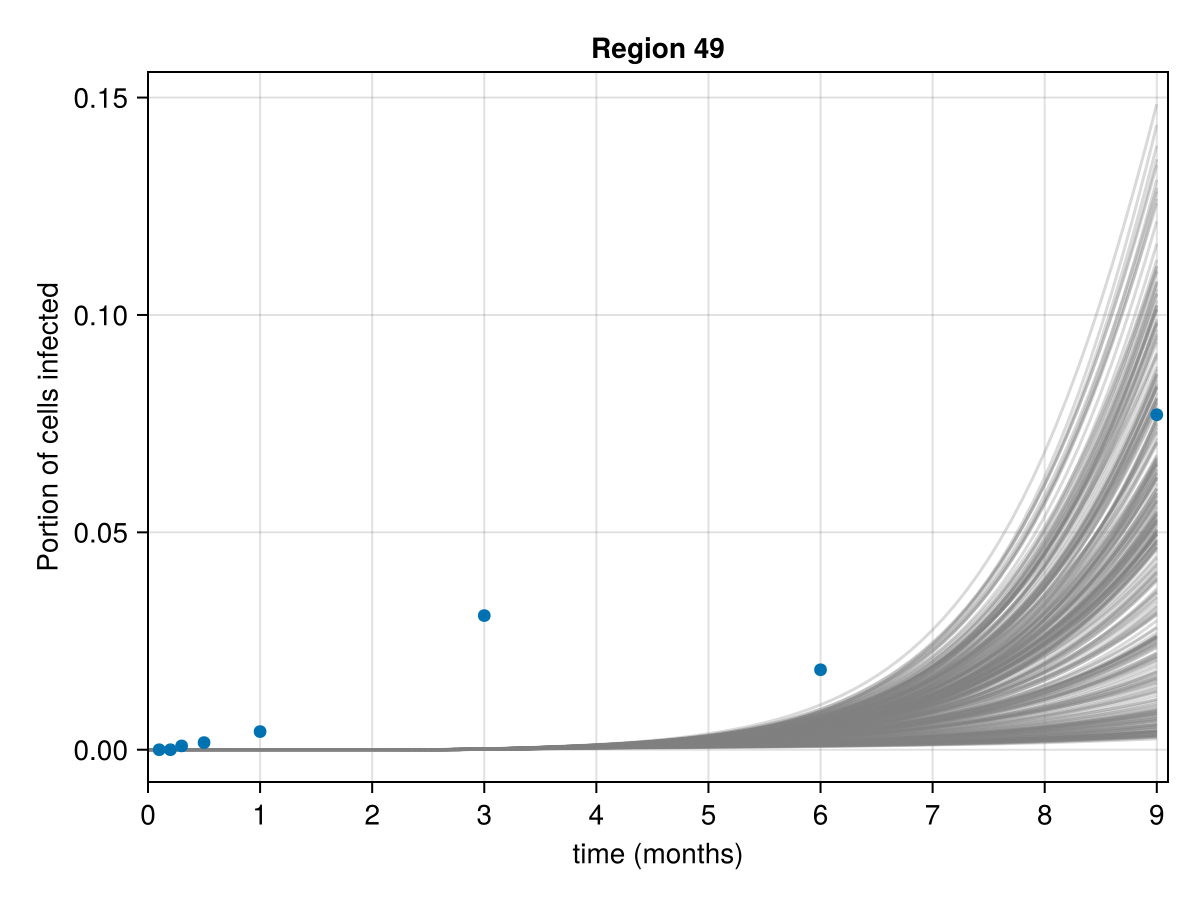 Region 49
Portion of cells infected
0.15
0.10
0.05
0.00
0 1 2 3 4 5 6 7 8 9
time (months)